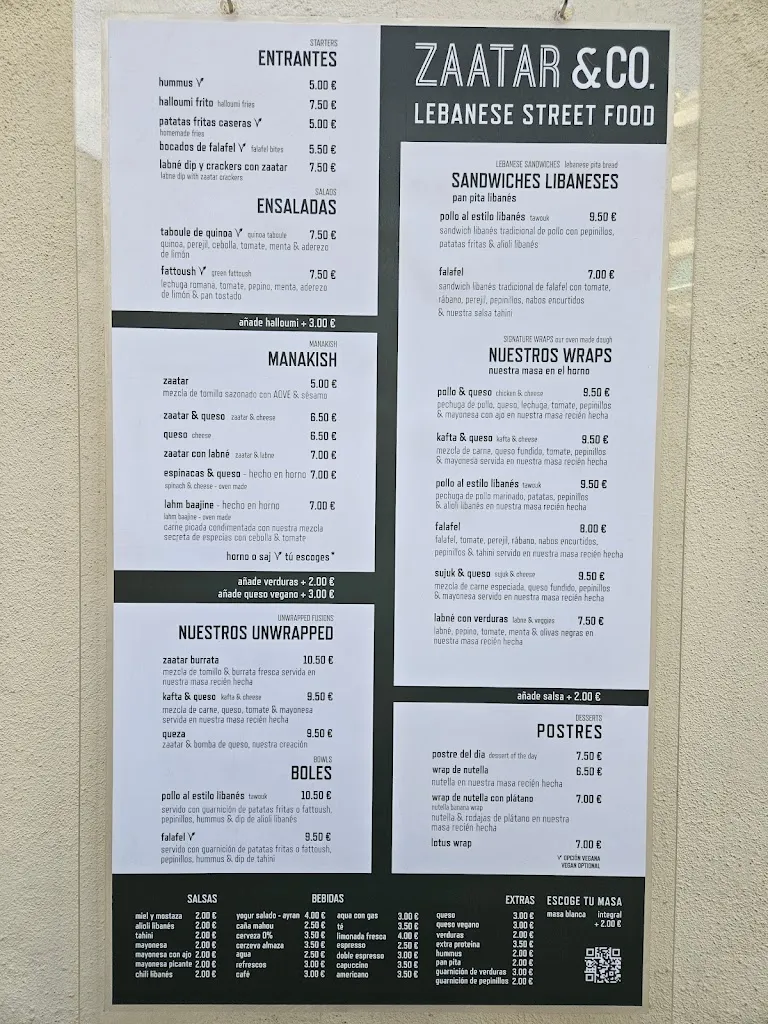 STARTERS
ENTRANTES
hummus V 5.00 €
halloumi frito halloumi fries 7.50 €
patatas fritas caseras V 5.00 €
homemade fries
bocados de falafel V falafel bites 5.50 €
labné dip y crackers con zaatar 7.50 €
labne dip with zaatar crackers
SALADS
ENSALADAS
taboule de quinoa V quinoa taboule 7.50 €
quinoa, perejil, cebolla, tomate, menta & aderezo
de limón
fattoush V green fattoush 7.50 €
lechuga romana, tomate, pepino, menta, aderezo
de limón & pan tostado
añade halloumi + 3.00 €
MANAKISH
MANAKISH
zaatar 5.00 €
mezcla de tomillo sazonado con AOVE & sésamo
zaatar & queso zaatar & cheese 6.50 €
queso cheese 6.50 €
zaatar con labné zaatar & labne 7.00 €
espinacas & queso - hecho en horno 7.00 €
spinach & cheese - oven made
lahm baajine - hecho en horno 7.00 €
lahm baajine - oven made
carne picada condimentada con nuestra mezcla
secreta de especias con cebolla & tomate
horno o saj V tú escoges*
añade verduras + 2.00 €
añade queso vegano + 3.00 €
UNWRAPPED FUSIONS
NUESTROS UNWRAPPED
zaatar burrata 10.50 €
mezcla de tomillo & burrata fresca servida en
nuestra masa recién hecha
kafta & queso kafta & cheese 9.50 €
mezcla de carne, queso, tomate & mayonesa
servida en nuestra masa recién hecha
queza 9.50 €
zaatar & bomba de queso, nuestra creación
BOWLS
BOLES
pollo al estilo libanés tawouk 10.50 €
servido con guarnición de patatas fritas o fattoush,
pepinillos, hummus & dip de alioli libanés
falafel V 9.50 €
servido con guarnición de patatas fritas o fattoush,
pepinillos, hummus & dip de tahini
ZAATAR & CO.
LEBANESE STREET FOOD
LEBANESE SANDWICHES lebanese pita bread
SANDWICHES LIBANESES
pan pita libanés
pollo al estilo libanés tawouk 9.50 €
sandwich libanés tradicional de pollo con pepinillos,
patatas fritas & alioli libanés
falafel 7.00 €
sandwich libanés tradicional de falafel con tomate,
rábano, perejil, pepinillos, nabos encurtidos
& nuestra salsa tahini
SIGNATURE WRAPS our oven made dough
NUESTROS WRAPS
nuestra masa en el horno
pollo & queso chicken & cheese 9.50 €
pechuga de pollo, queso, lechuga, tomate, pepinillos
& mayonesa con ajo en nuestra masa recién hecha
kafta & queso kafta & cheese 9.50 €
mezcla de carne, queso fundido, tomate, pepinillos
& mayonesa servida en nuestra masa recién hecha
pollo al estilo libanés tawouk 9.50 €
pechuga de pollo marinado, patatas, pepinillos
& alioli libanés en nuestra masa recién hecha
falafel 8.00 €
falafel, tomate, perejil, rábano, nabos encurtidos,
pepinillos & tahini servido en nuestra masa recién hecha
sujuk & queso sujuk & cheese 9.50 €
mezcla de carne especiada, queso fundido, pepinillos
& mayonesa servido en nuestra masa recién hecha
labné con verduras labne & veggies 7.50 €
labné, pepino, tomate, menta & olivas negras en
nuestra masa recién hecha
añade salsa + 2.00 €
DESSERTS
POSTRES
postre del día dessert of the day 7.50 €
wrap de nutella 6.50 €
nutella en nuestra masa recién hecha
wrap de nutella con plátano 7.00 €
nutella banana wrap
nutella & rodajas de plátano en nuestra
masa recién hecha
lotus wrap 7.00 €
V OPCIÓN VEGANA
VEGAN OPTIONAL
SALSAS
miel y mostaza 2.00 €
alioli libanés 2.00 €
tahini 2.00 €
mayonesa 2.00 €
mayonesa con ajo 2.00 €
mayonesa picante 2.00 €
chili libanés 2.00 €
BEBIDAS
yogur salado - ayran 4.00 €
caña mahou 2.50 €
cerveza 0% 3.50 €
cerzeva almaza 3.50 €
agua 2.50 €
refrescos 3.00 €
café 3.00 €
aqua con gas 3.00 €
té 3.50 €
limonada fresca 4.00 €
espresso 2.50 €
doble espresso 3.00 €
capuccino 3.50 €
americano 3.50 €
EXTRAS
queso 3.00 €
queso vegano 3.00 €
verduras 2.00 €
extra proteina 3.50 €
hummus 2.00 €
pan pita 2.00 €
guarnición de verduras 3.00 €
guarnición de pepinillos 2.00 €
ESCOGE TU MASA
masa blanca integral
+ 2.00 €